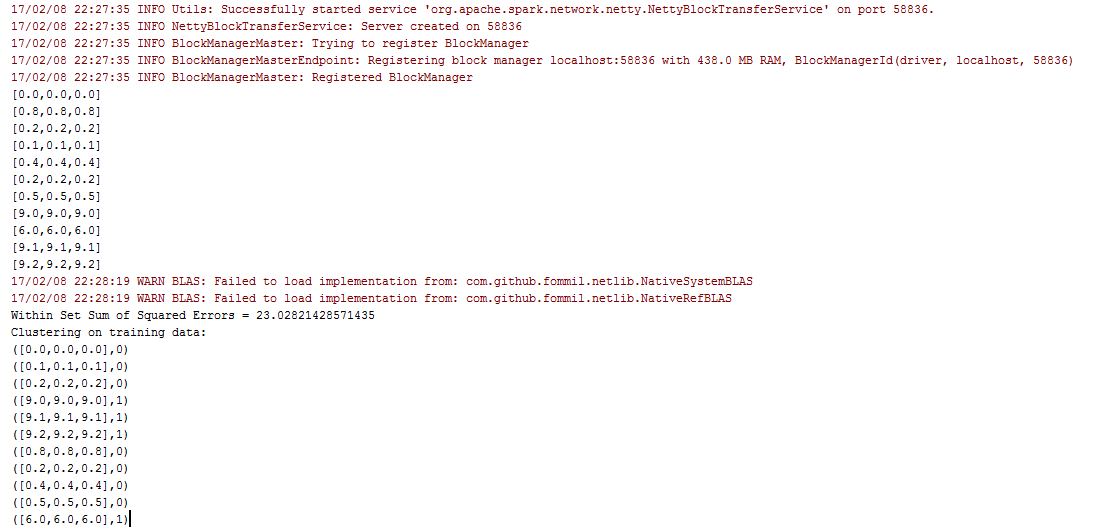 17/02/08 22:27:35 INFO Utils: Successfully started service 'org.apache.spark.network.netty.NettyBlockTransferService' on port 58836.
17/02/08 22:27:35 INFO NettyBlockTransferService: Server created on 58836
17/02/08 22:27:35 INFO BlockManagerMaster: Trying to register BlockManager
17/02/08 22:27:35 INFO BlockManagerMasterEndpoint: Registering block manager localhost:58836 with 438.0 MB RAM, BlockManagerId(driver, localhost, 58836)
17/02/08 22:27:35 INFO BlockManagerMaster: Registered BlockManager
[0.0,0.0,0.0]
[0.8,0.8,0.8]
[0.2,0.2,0.2]
[0.1,0.1,0.1]
[0.4,0.4,0.4]
[0.2,0.2,0.2]
[0.5,0.5,0.5]
[9.0,9.0,9.0]
[6.0,6.0,6.0]
[9.1,9.1,9.1]
[9.2,9.2,9.2]
17/02/08 22:28:19 WARN BLAS: Failed to load implementation from: com.github.fommil.netlib.NativeSystemBLAS
17/02/08 22:28:19 WARN BLAS: Failed to load implementation from: com.github.fommil.netlib.NativeRefBLAS
Within Set Sum of Squared Errors = 23.02821428571435
Clustering on training data:
([0.0,0.0,0.0],0)
([0.1,0.1,0.1],0)
([0.2,0.2,0.2],0)
([9.0,9.0,9.0],1)
([9.1,9.1,9.1],1)
([9.2,9.2,9.2],1)
([0.8,0.8,0.8],0)
([0.2,0.2,0.2],0)
([0.4,0.4,0.4],0)
([0.5,0.5,0.5],0)
([6.0,6.0,6.0],1)